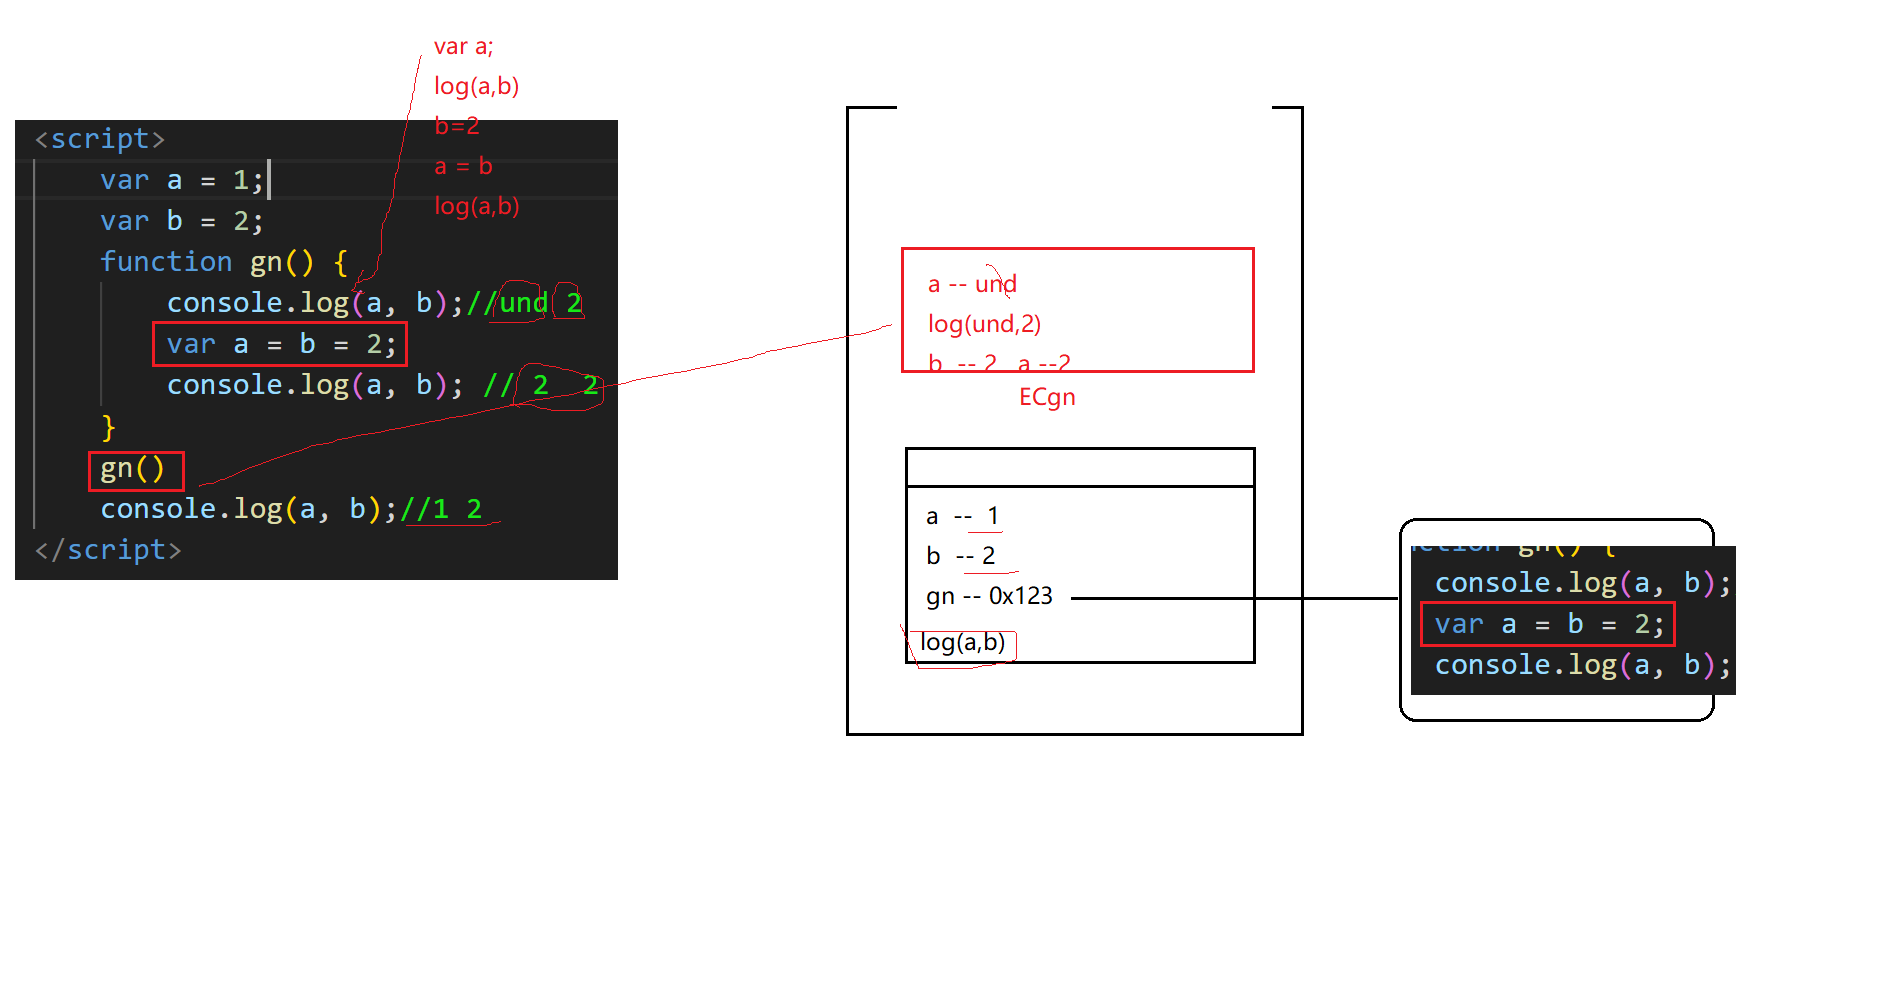 var a;
log(a,b)
b=2
a = b
log(a,b)
<script>
var a = 1;
var b = 2;
function gn() {
console.log(a, b);//und 2
var a = b = 2;
console.log(a, b); // 2 2
}
gn()
console.log(a, b);//1 2
</script>
a -- und
log(und,2)
b -- 2 a --2
ECgn
a -- 1
b -- 2
gn -- 0x123
log(a,b)
nction gn() {
console.log(a, b);
var a = b = 2;
console.log(a, b);